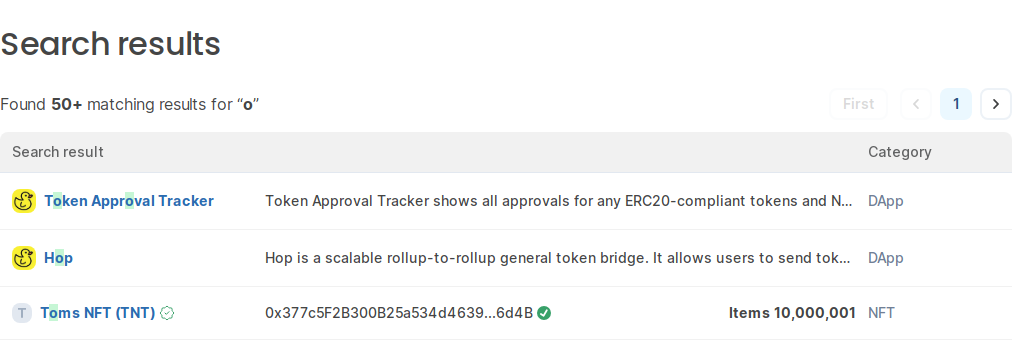 Search results
Found 50+ matching results for “o”
First
1
Search result Category
Token Approval Tracker Token Approval Tracker shows all approvals for any ERC20-compliant tokens and N... DApp
Hop Hop is a scalable rollup-to-rollup general token bridge. It allows users to send tok... DApp
T Toms NFT (TNT) 0x377c5F2B300B25a534d4639...6d4B Items 10,000,001 NFT